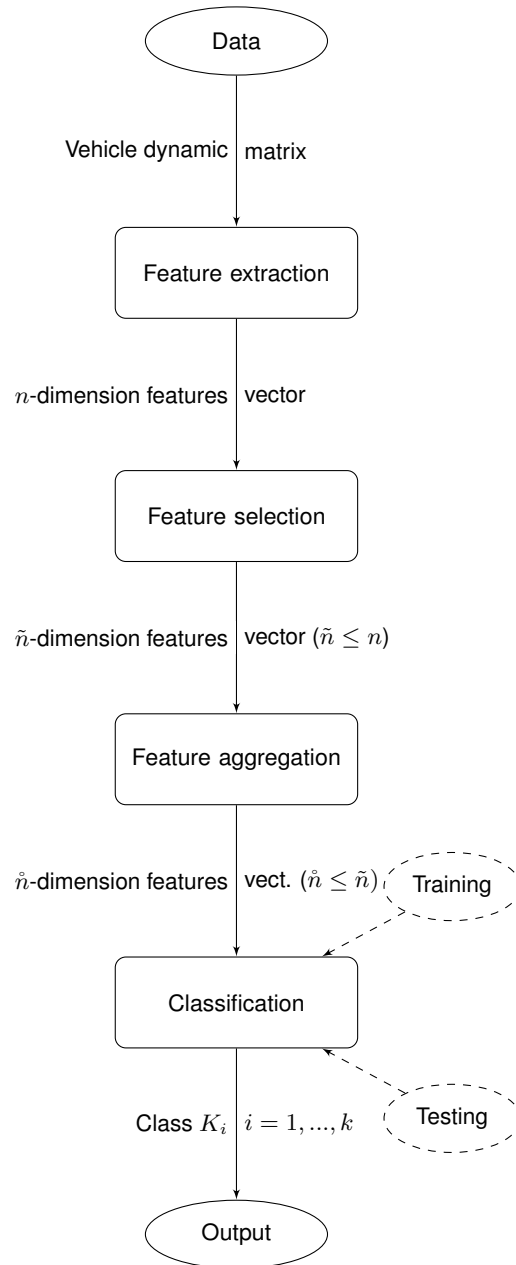 Data
Vehicle dynamic matrix
Feature extraction
n-dimension features vector
Feature selection
ñ-dimension features vector (ñ ≤ n)
Feature aggregation
n̊-dimension features vect. (n̊ ≤ ñ)
Training
Classification
Class K_i i = 1, ..., k
Testing
Output